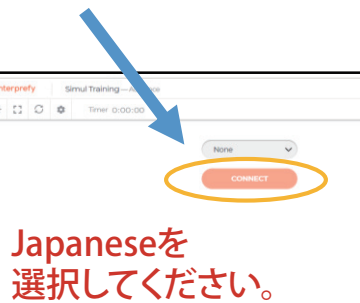 nterprefy
Simul Training
Timer 0:00:00
None
CONNECT
Japaneseを
選択してください。